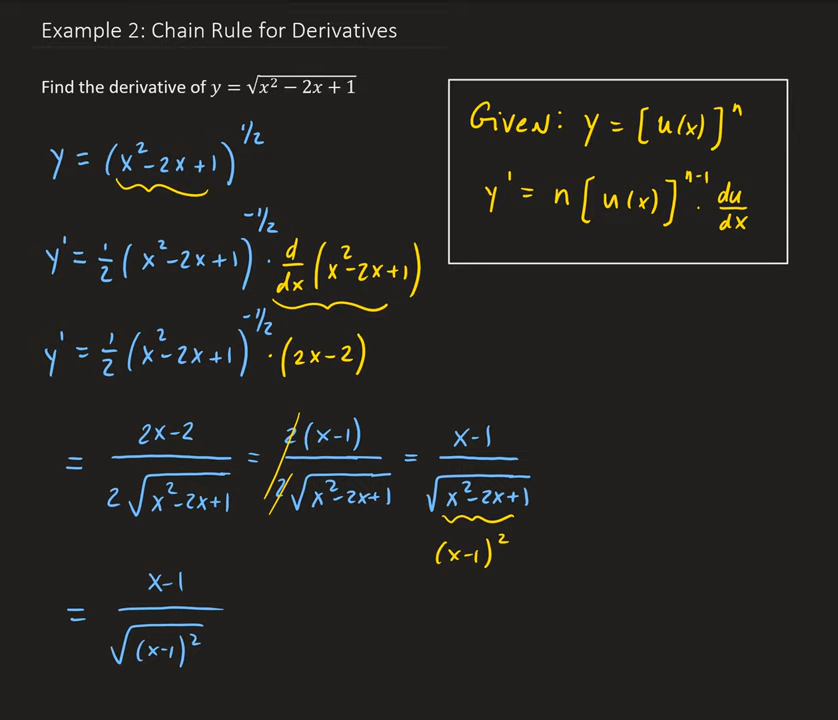 Example 2: Chain Rule for Derivatives
Find the derivative of y = √(x² − 2x + 1)
Given: y = [u(x)]ⁿ
y' = n[u(x)]ⁿ⁻¹ · du/dx
y = (x²-2x+1)^(1/2)
y' = 1/2 (x²-2x+1)^(-1/2) · d/dx (x²-2x+1)
y' = 1/2 (x²-2x+1)^(-1/2) · (2x-2)
= (2x-2)/(2√(x²-2x+1)) = 2(x-1)/(2√(x²-2x+1)) = (x-1)/√(x²-2x+1)
(x-1)²
= (x-1)/√((x-1)²)